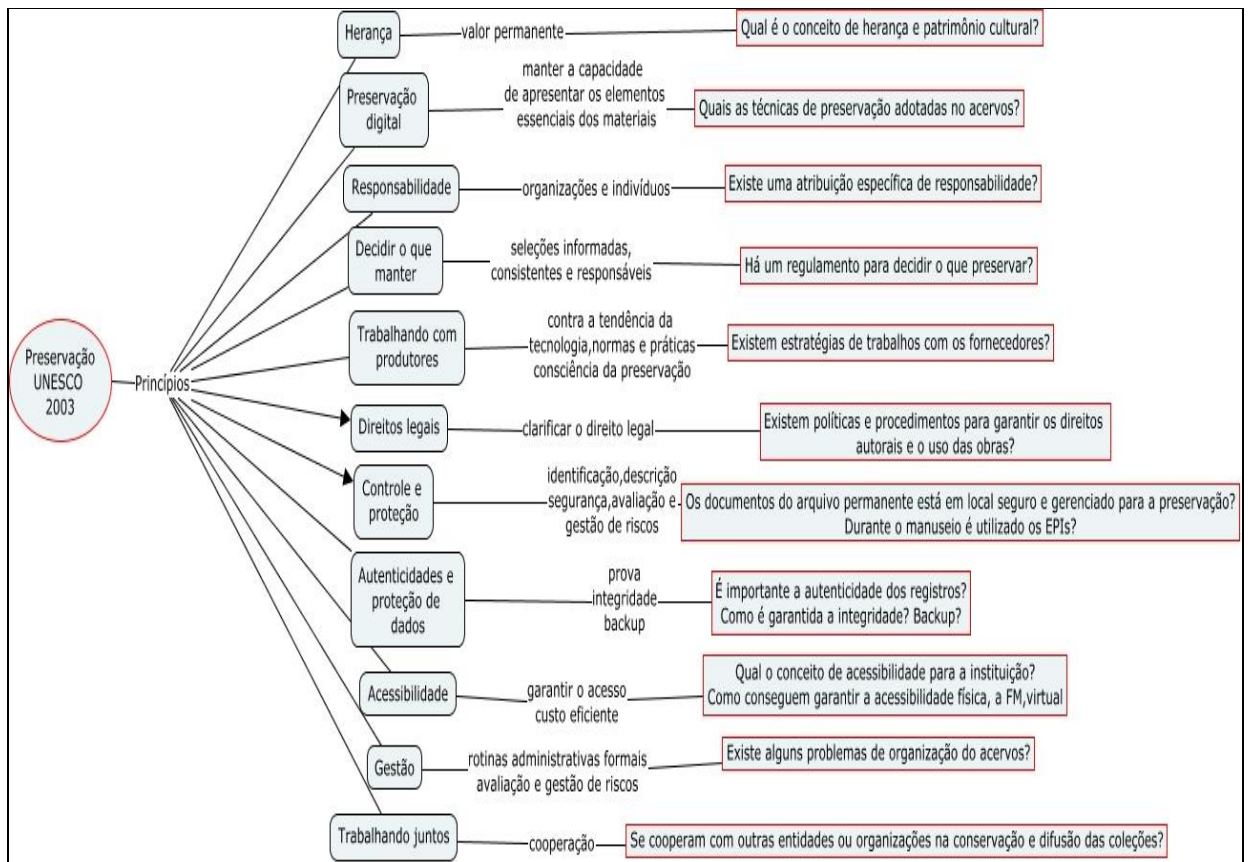 Preservação
UNESCO
2003
Princípios
Herança
valor permanente
Qual é o conceito de herança e patrimônio cultural?
Preservação
digital
manter a capacidade
de apresentar os elementos
essenciais dos materiais
Quais as técnicas de preservação adotadas no acervos?
Responsabilidade
organizações e indivíduos
Existe uma atribuição específica de responsabilidade?
Decidir o que
manter
seleções informadas,
consistentes e responsáveis
Há um regulamento para decidir o que preservar?
Trabalhando com
produtores
contra a tendência da
tecnologia,normas e práticas
consciência da preservação
Existem estratégias de trabalhos com os fornecedores?
Direitos legais
clarificar o direito legal
Existem políticas e procedimentos para garantir os direitos
autorais e o uso das obras?
Controle e
proteção
identificação,descrição
segurança,avaliação e
gestão de riscos
Os documentos do arquivo permanente está em local seguro e gerenciado para a preservação?
Durante o manuseio é utilizado os EPIs?
Autenticidades e
proteção de
dados
prova
integridade
backup
É importante a autenticidade dos registros?
Como é garantida a integridade? Backup?
Acessibilidade
garantir o acesso
custo eficiente
Qual o conceito de acessibilidade para a instituição?
Como conseguem garantir a acessibilidade física, a FM,virtual
Gestão
rotinas administrativas formais
avaliação e gestão de riscos
Existe alguns problemas de organização do acervos?
Trabalhando juntos
cooperação
Se cooperam com outras entidades ou organizações na conservação e difusão das coleções?